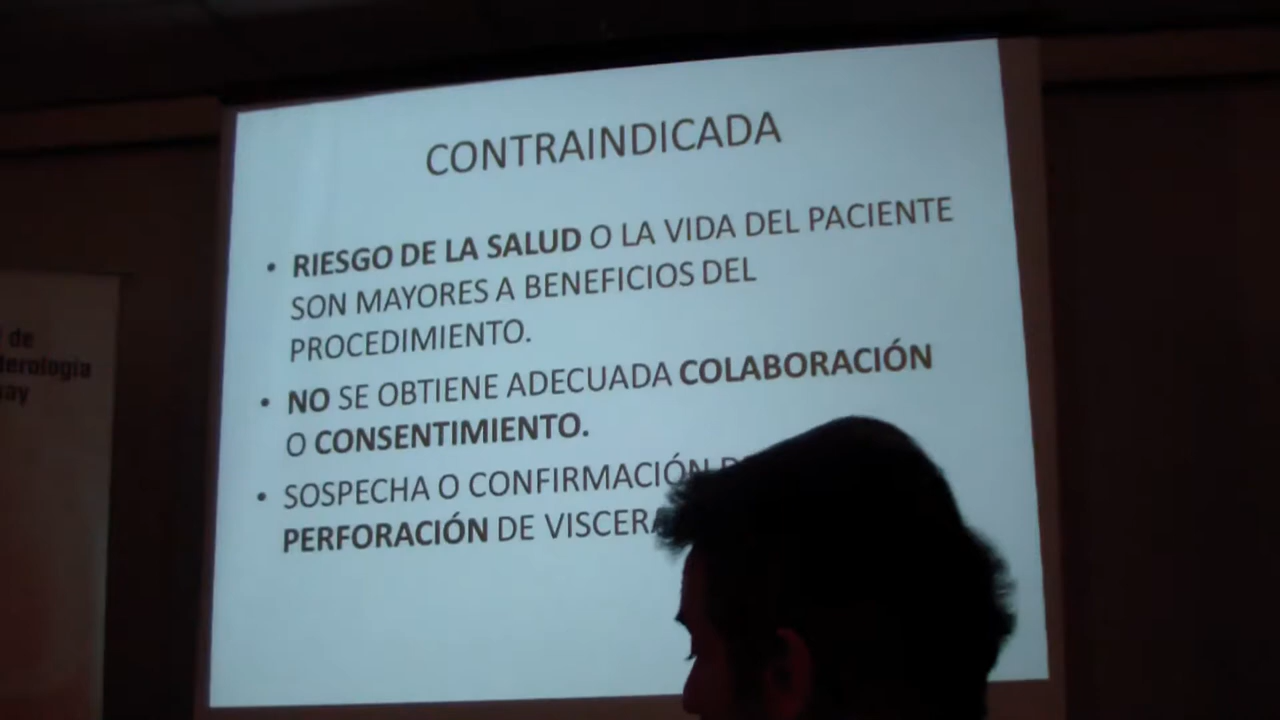 CONTRAINDICADA
• RIESGO DE LA SALUD O LA VIDA DEL PACIENTE
SON MAYORES A BENEFICIOS DEL
PROCEDIMIENTO.
• NO SE OBTIENE ADECUADA COLABORACIÓN
O CONSENTIMIENTO.
• SOSPECHA O CONFIRMACIÓN
PERFORACIÓN DE VISCERA
de